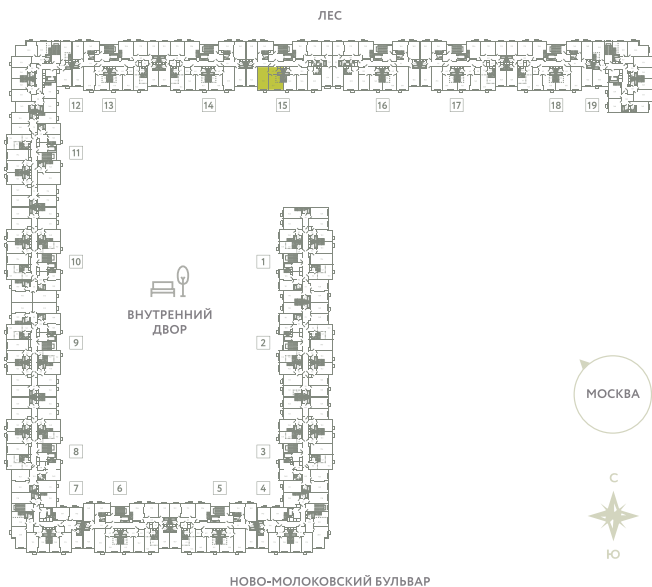 ЛЕС
12 13 14 15 16 17 18 19
11
10 1
ВНУТРЕННИЙ
ДВОР
9 2
МОСКВА
8 3
7 6 5 4
С
Ю
НОВО-МОЛОКОВСКИЙ БУЛЬВАР